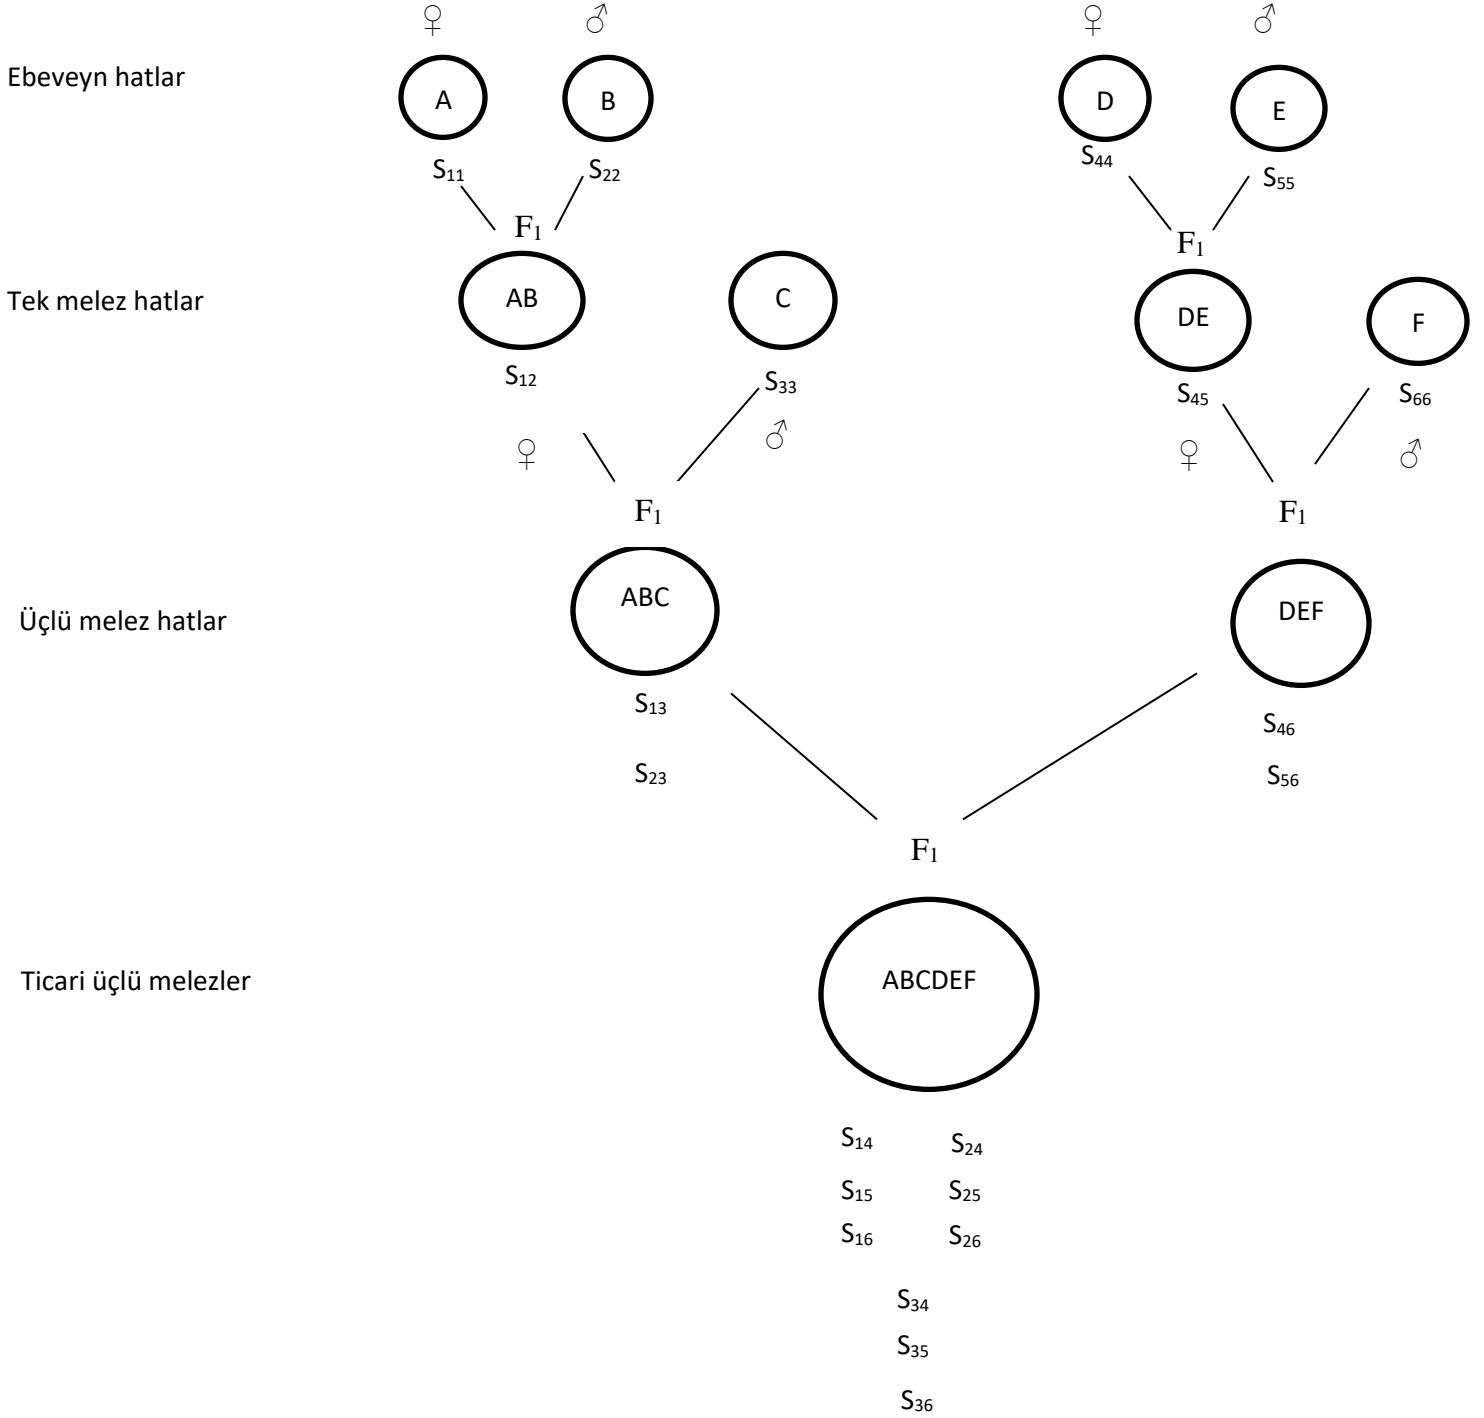 ♀ ♂ ♀ ♂
Ebeveyn hatlar A B D E
S11 S22 S44 S55
F1 F1
Tek melez hatlar AB C DE F
S12 S33 S45 S66
♀ ♂ ♀ ♂
F1 F1
Üçlü melez hatlar ABC DEF
S13 S46
S23 S56
F1
Ticari üçlü melezler ABCDEF
S14 S24
S15 S25
S16 S26
S34
S35
S36